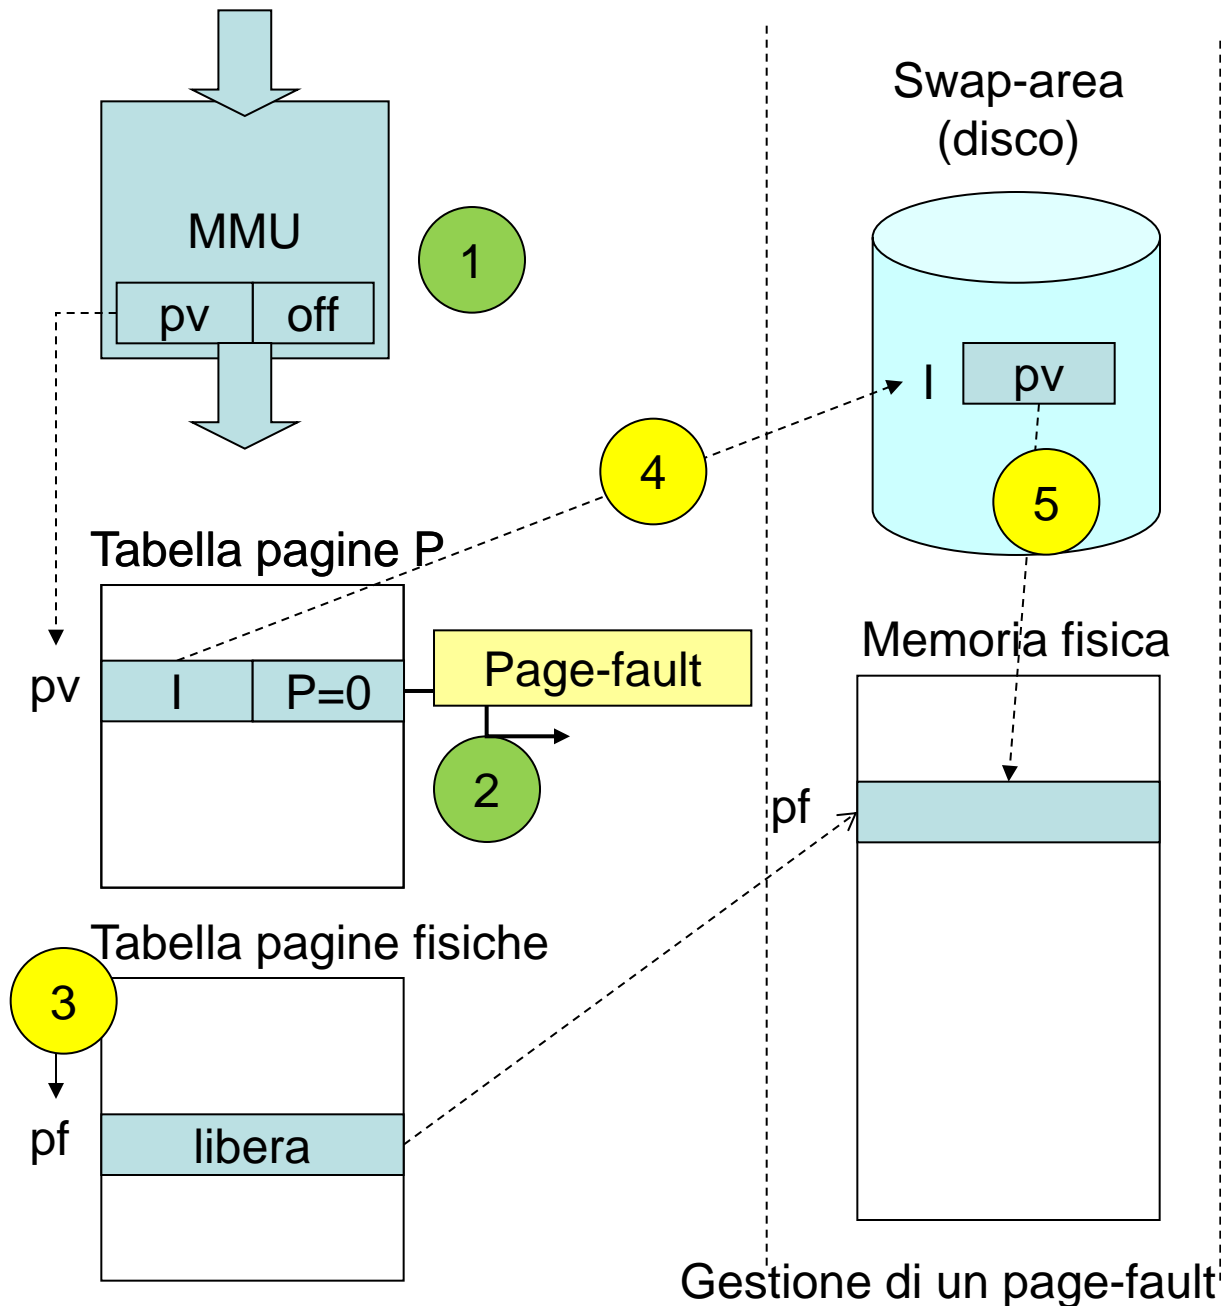 Swap-area
(disco)
MMU
1
pv
off
I
pv
4
5
Tabella pagine P
Memoria fisica
pv
I
P=0
Page-fault
2
pf
Tabella pagine fisiche
3
pf
libera
Gestione di un page-fault